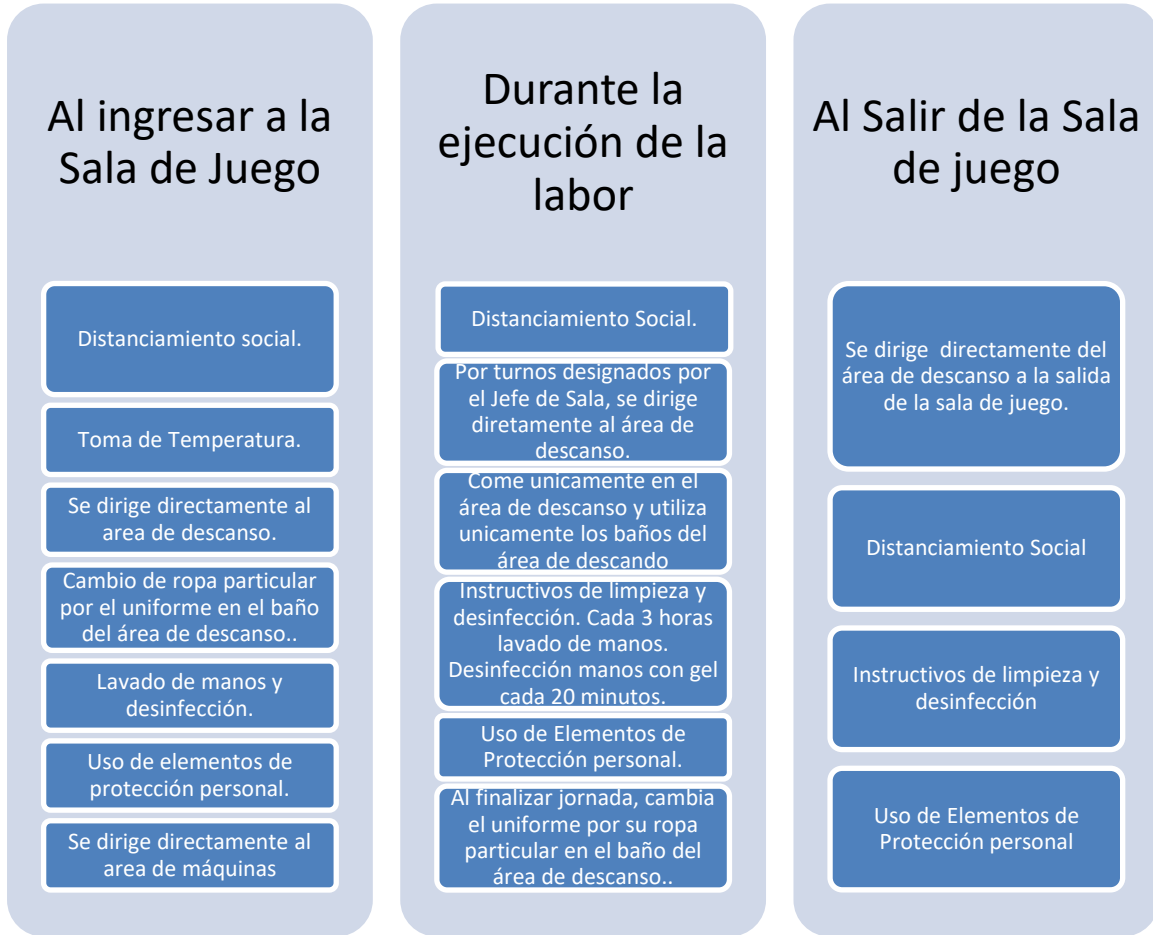 Al ingresar a la
Sala de Juego
Distanciamiento social.
Toma de Temperatura.
Se dirige directamente al
area de descanso.
Cambio de ropa particular
por el uniforme en el baño
del área de descanso..
Lavado de manos y
desinfección.
Uso de elementos de
protección personal.
Se dirige directamente al
area de máquinas
Durante la
ejecución de la
labor
Distanciamiento Social.
Por turnos designados por
el Jefe de Sala, se dirige
diretamente al área de
descanso.
Come unicamente en el
área de descanso y utiliza
unicamente los baños del
área de descando
Instructivos de limpieza y
desinfección. Cada 3 horas
lavado de manos.
Desinfección manos con gel
cada 20 minutos.
Uso de Elementos de
Protección personal.
Al finalizar jornada, cambia
el uniforme por su ropa
particular en el baño del
área de descanso..
Al Salir de la Sala
de juego
Se dirige  directamente del
área de descanso a la salida
de la sala de juego.
Distanciamiento Social
Instructivos de limpieza y
desinfección
Uso de Elementos de
Protección personal